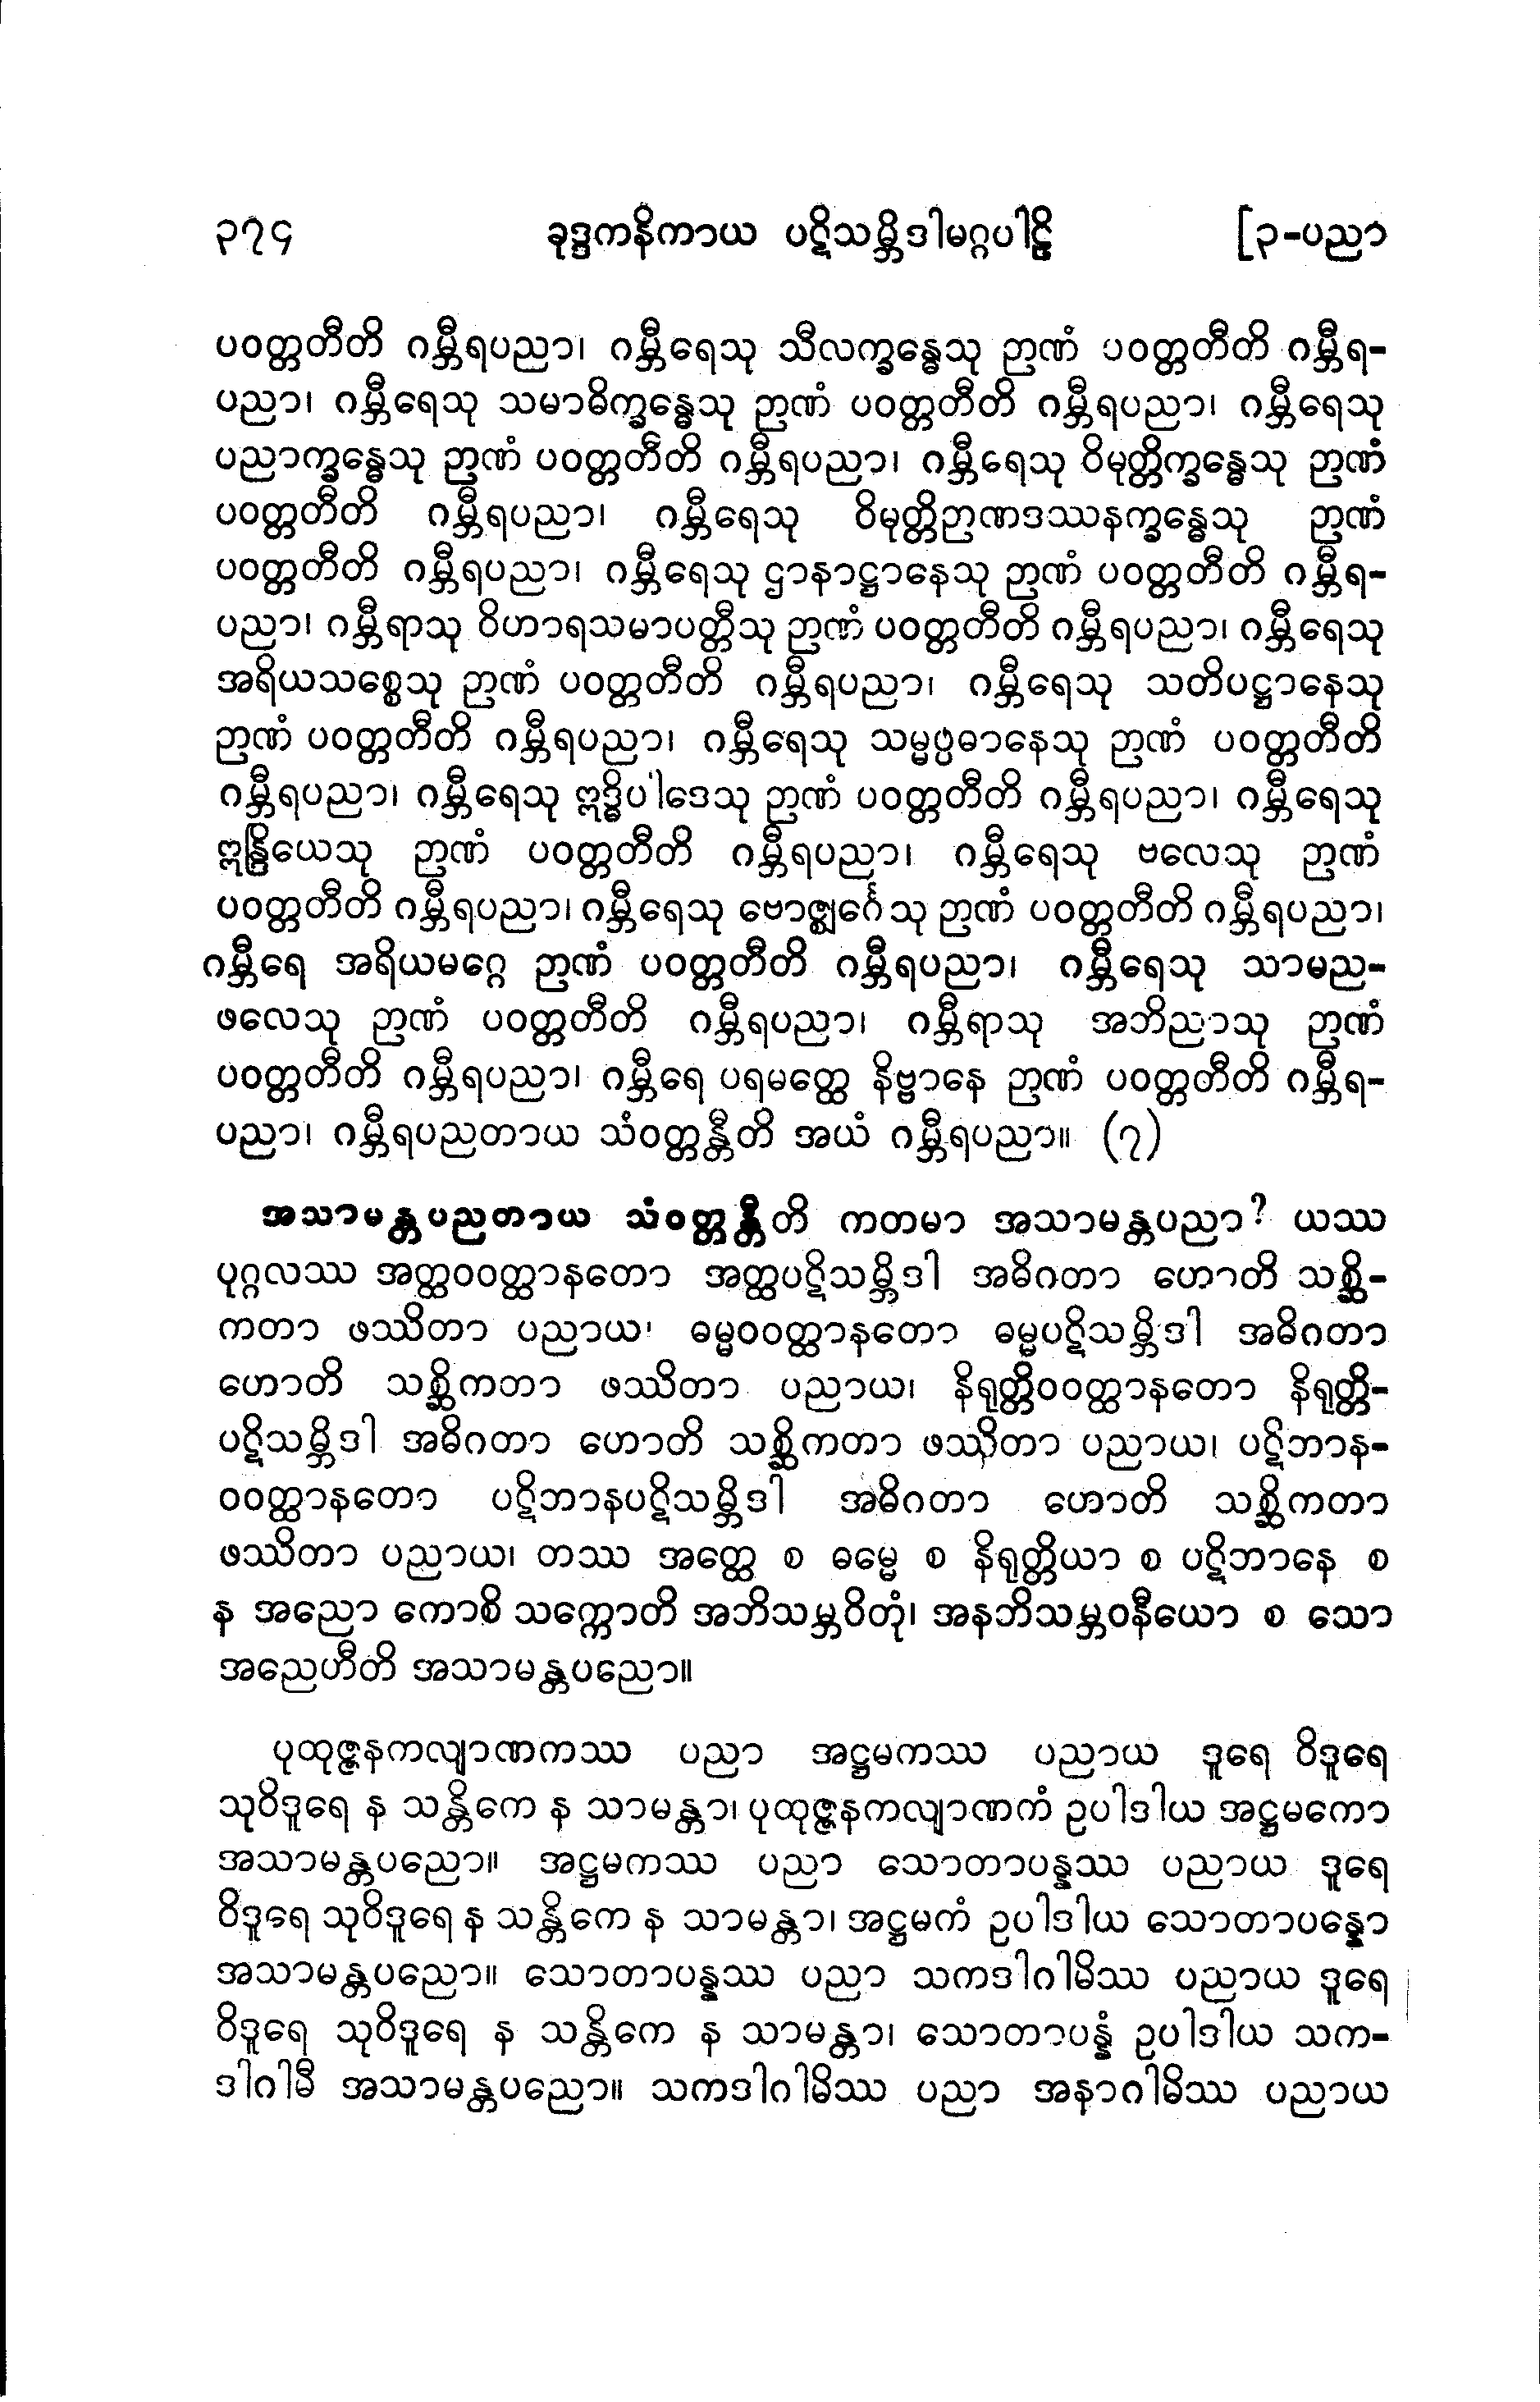 ၃၇၄ ခုဒ္ဒကနိကာယ ပဋိသမ္ဘိဒါမဂ္ဂပါဠိ [၃-ပညာ
ပဝတ္တတီတိ ဂမ္ဘီရပညာ၊ ဂမ္ဘီရေသု သီလက္ခန္ဓေသု ဉာဏံ ပဝတ္တတီတိ ဂမ္ဘီရ-
ပညာ၊ ဂမ္ဘီရေသု သမာဓိက္ခန္ဓေသု ဉာဏံ ပဝတ္တတီတိ ဂမ္ဘီရပညာ၊ ဂမ္ဘီရေသု
ပညာက္ခန္ဓေသု ဉာဏံ ပဝတ္တတီတိ ဂမ္ဘီရပညာ၊ ဂမ္ဘီရေသု ဝိမုတ္တိက္ခန္ဓေသု ဉာဏံ
ပဝတ္တတီတိ ဂမ္ဘီရပညာ၊ ဂမ္ဘီရေသု ဝိမုတ္တိဉာဏဒဿနက္ခန္ဓေသု ဉာဏံ
ပဝတ္တတီတိ ဂမ္ဘီရပညာ၊ ဂမ္ဘီရေသု ဌာနာဋ္ဌာနေသု ဉာဏံ ပဝတ္တတီတိ ဂမ္ဘီရ-
ပညာ၊ ဂမ္ဘီရာသု ဝိဟာရသမာပတ္တီသု ဉာဏံ ပဝတ္တတီတိ ဂမ္ဘီရပညာ၊ ဂမ္ဘီရေသု
အရိယသစ္စေသု ဉာဏံ ပဝတ္တတီတိ ဂမ္ဘီရပညာ၊ ဂမ္ဘီရေသု သတိပဋ္ဌာနေသု
ဉာဏံ ပဝတ္တတီတိ ဂမ္ဘီရပညာ၊ ဂမ္ဘီရေသု သမ္မပ္ပဓာနေသု ဉာဏံ ပဝတ္တတီတိ
ဂမ္ဘီရပညာ၊ ဂမ္ဘီရေသု ဣဒ္ဓိပါဒေသု ဉာဏံ ပဝတ္တတီတိ ဂမ္ဘီရပညာ၊ ဂမ္ဘီရေသု
ဣန္ဒြိယေသု ဉာဏံ ပဝတ္တတီတိ ဂမ္ဘီရပညာ၊ ဂမ္ဘီရေသု ဗလေသု ဉာဏံ
ပဝတ္တတီတိ ဂမ္ဘီရပညာ၊ ဂမ္ဘီရေသု ဗောဇ္ဈင်္ဂေသု ဉာဏံ ပဝတ္တတီတိ ဂမ္ဘီရပညာ၊
ဂမ္ဘီရေ အရိယမဂ္ဂေ ဉာဏံ ပဝတ္တတီတိ ဂမ္ဘီရပညာ၊ ဂမ္ဘီရေသု သာမည-
ဖလေသု ဉာဏံ ပဝတ္တတီတိ ဂမ္ဘီရပညာ၊ ဂမ္ဘီရာသု အဘိညာသု ဉာဏံ
ပဝတ္တတီတိ ဂမ္ဘီရပညာ၊ ဂမ္ဘီရေ ပရမတ္ထေ နိဗ္ဗာနေ ဉာဏံ ပဝတ္တတီတိ ဂမ္ဘီရ-
ပညာ၊ ဂမ္ဘီရပညတာယ သံဝတ္တန္တီတိ အယံ ဂမ္ဘီရပညာ။ (၇)
အသာမန္တပညတာယ သံဝတ္တန္တီတိ ကတမာ အသာမန္တပညာ? ယဿ
ပုဂ္ဂလဿ အတ္ထဝဝတ္ထာနတော အတ္ထပဋိသမ္ဘိဒါ အဓိဂတာ ဟောတိ သစ္ဆိ-
ကတာ ဖဿိတာ ပညာယ၊ ဓမ္မဝဝတ္ထာနတော ဓမ္မပဋိသမ္ဘိဒါ အဓိဂတာ
ဟောတိ သစ္ဆိကတာ ဖဿိတာ ပညာယ၊ နိရုတ္တိဝဝတ္ထာနတော နိရုတ္တိ-
ပဋိသမ္ဘိဒါ အဓိဂတာ ဟောတိ သစ္ဆိကတာ ဖဿိတာ ပညာယ၊ ပဋိဘာန-
ဝဝတ္ထာနတော ပဋိဘာနပဋိသမ္ဘိဒါ အဓိဂတာ ဟောတိ သစ္ဆိကတာ
ဖဿိတာ ပညာယ၊ တဿ အတ္ထေ စ ဓမ္မေ စ နိရုတ္တိယာ စ ပဋိဘာနေ စ
န အညော ကောစိ သက္ကောတိ အဘိသမ္ဘဝိတုံ၊ အနဘိသမ္ဘဝနီယော စ သော
အညေဟီတိ အသာမန္တပညော။
ပုထုဇ္ဇနကလျာဏကဿ ပညာ အဋ္ဌမကဿ ပညာယ ဒူရေ ဝိဒူရေ
သုဝိဒူရေ န သန္တိကေ န သာမန္တာ၊ ပုထုဇ္ဇနကလျာဏကံ ဥပါဒါယ အဋ္ဌမကော
အသာမန္တပညော။ အဋ္ဌမကဿ ပညာ သောတာပန္နဿ ပညာယ ဒူရေ
ဝိဒူရေ သုဝိဒူရေ န သန္တိကေ န သာမန္တာ၊ အဋ္ဌမကံ ဥပါဒါယ သောတာပန္နော
အသာမန္တပညော။ သောတာပန္နဿ ပညာ သကဒါဂါမိဿ ပညာယ ဒူရေ
ဝိဒူရေ သုဝိဒူရေ န သန္တိကေ န သာမန္တာ၊ သောတာပန္နံ ဥပါဒါယ သက-
ဒါဂါမီ အသာမန္တပညော။ သကဒါဂါမိဿ ပညာ အနာဂါမိဿ ပညာယ